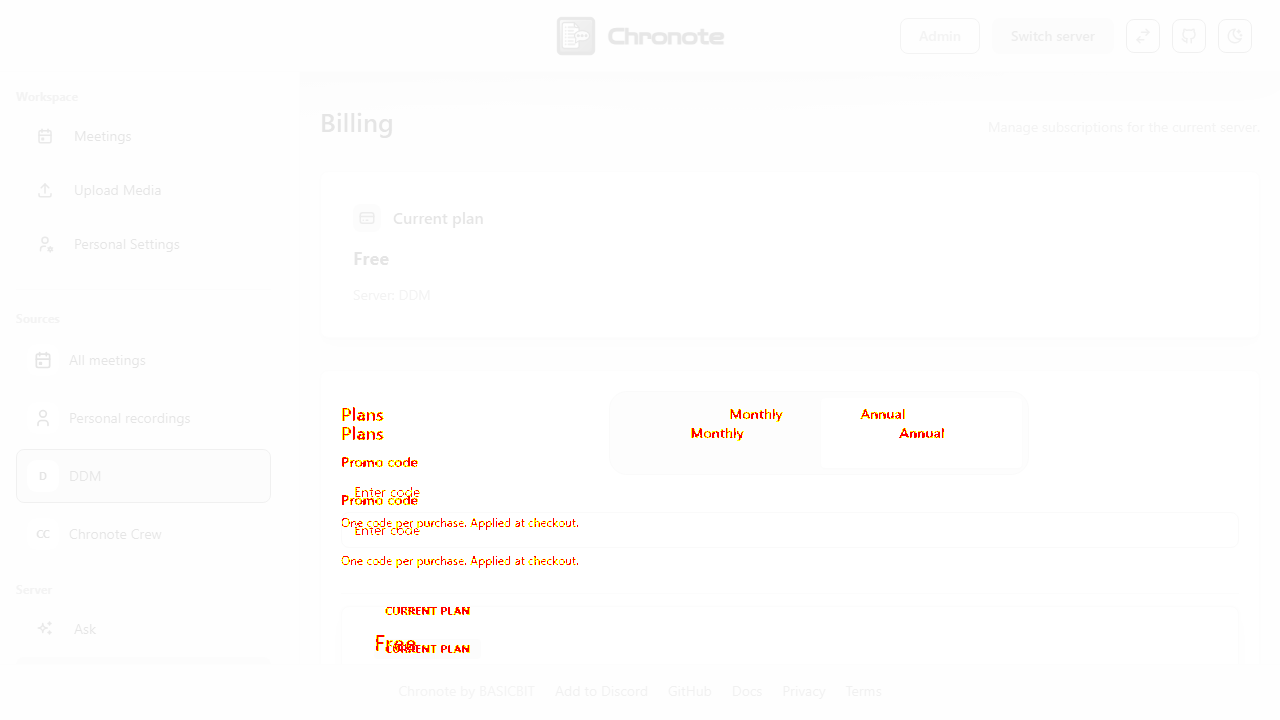 Chronote
Admin
Switch server
Workspace
Meetings
Upload Media
Personal Settings
Sources
All meetings
Personal recordings
D
DDM
CC
Chronote Crew
Server
Ask
Billing
Manage subscriptions for the current server.
Current plan
Free
Server: DDM
Plans
Monthly
Annual
Plans
Monthly
Annual
Promo code
Enter code
Promo code
One code per purchase. Applied at checkout.
Enter code
One code per purchase. Applied at checkout.
CURRENT PLAN
Free
CURRENT PLAN
Chronote by BASICBIT
Add to Discord
GitHub
Docs
Privacy
Terms